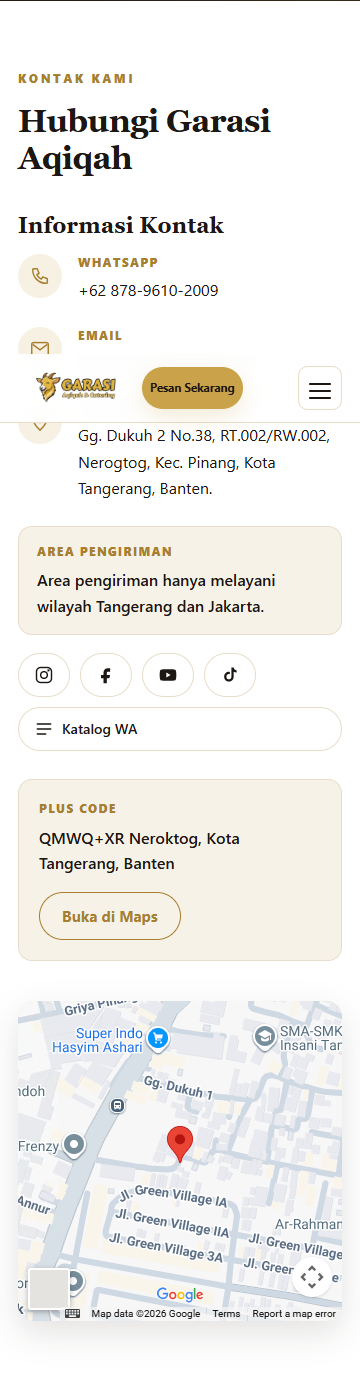 KONTAK KAMI
Hubungi Garasi
Aqiqah
Informasi Kontak
WHATSAPP
+62 878-9610-2009
EMAIL
GARASI
Aqiqah & Catering
Pesan Sekarang
Gg. Dukuh 2 No.38, RT.002/RW.002,
Nerogtog, Kec. Pinang, Kota
Tangerang, Banten.
AREA PENGIRIMAN
Area pengiriman hanya melayani
wilayah Tangerang dan Jakarta.
Katalog WA
PLUS CODE
QMWQ+XR Neroktog, Kota
Tangerang, Banten
Buka di Maps
Griya
Super Indo
Hasyim Ashari
SMA-SMK
Insani Tar
Gg. Dukuh 1
ndoh
Frenzy
Jl. Green Village IA
Jl. Green Village IIA
Jl. Green Village 3A
Annur
Ar-Rahman
Google
Map data ©2026 Google
Terms
Report a map error